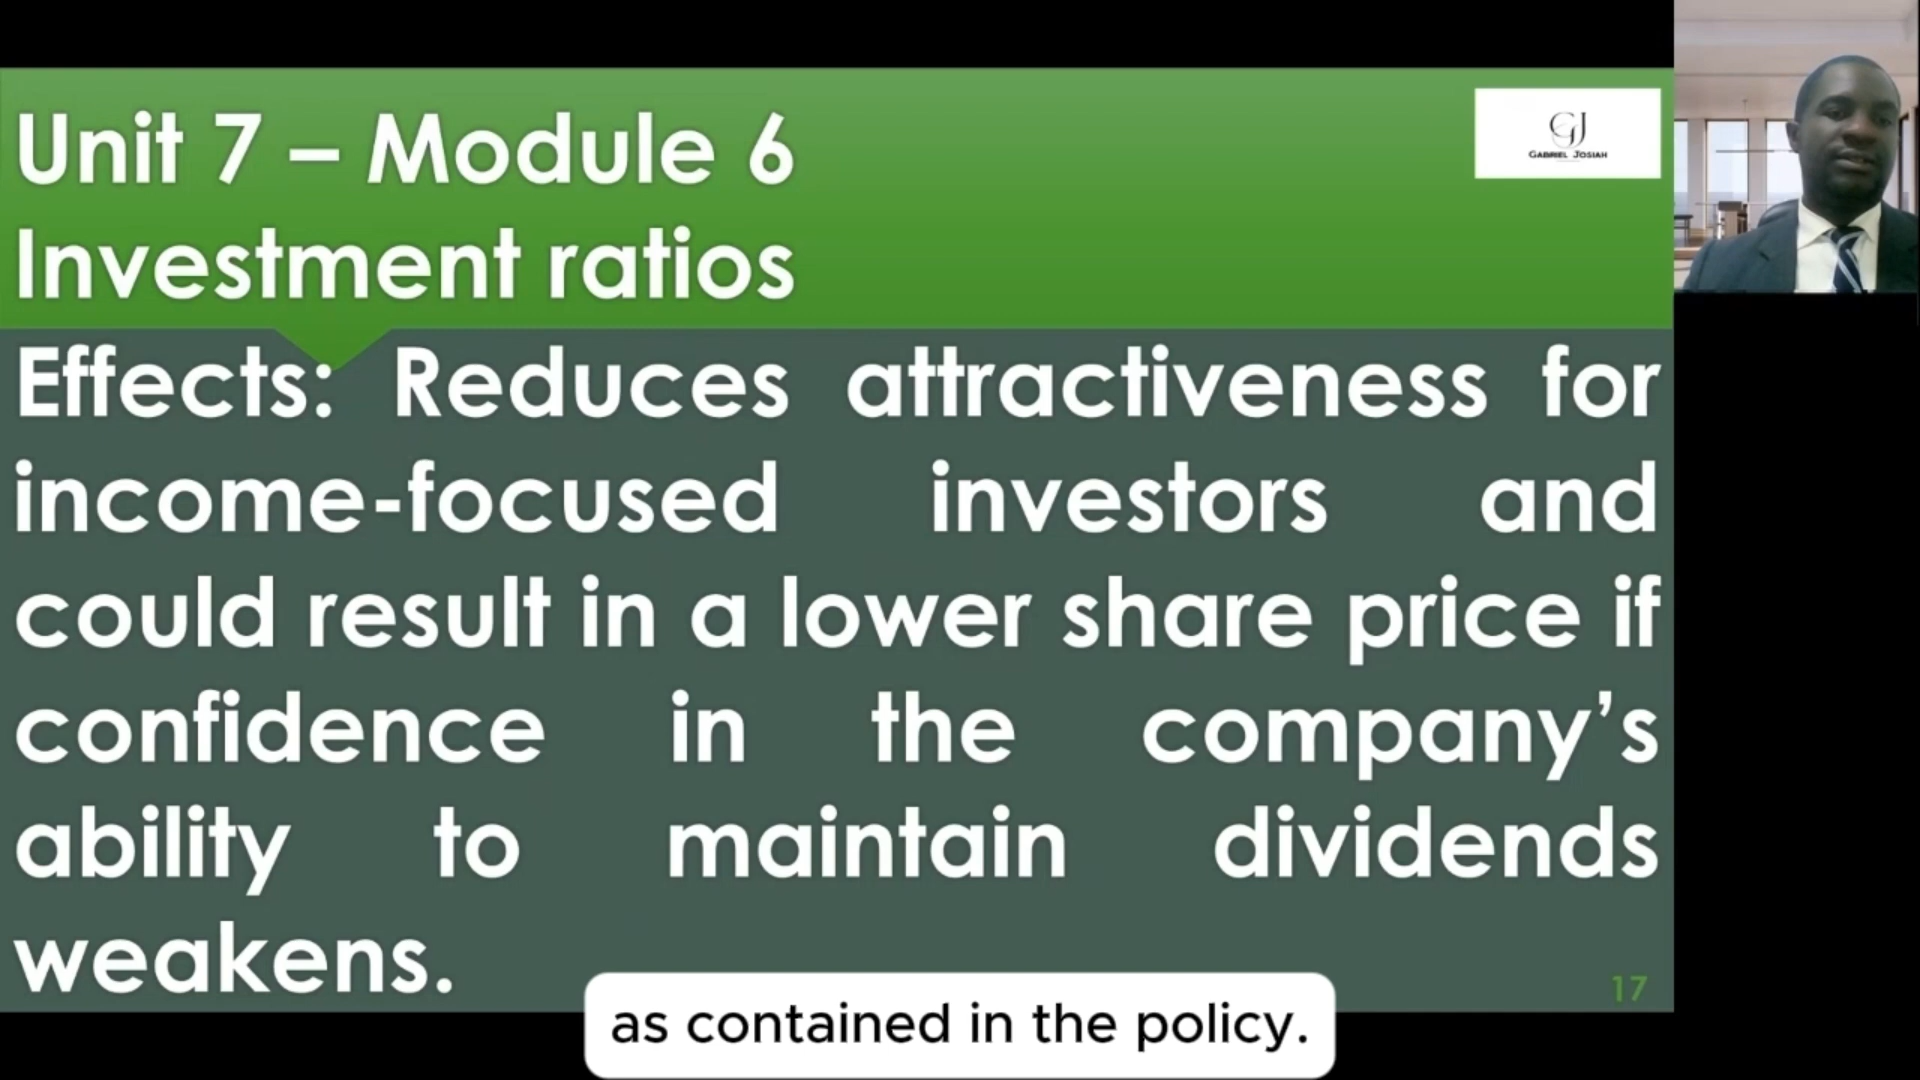 Unit 7 – Module 6
Investment ratios
GJ
GABRIEL JOSIAH
Effects: Reduces attractiveness for
income-focused investors and
could result in a lower share price if
confidence in the company’s
ability to maintain dividends
weakens.
17
as contained in the policy.